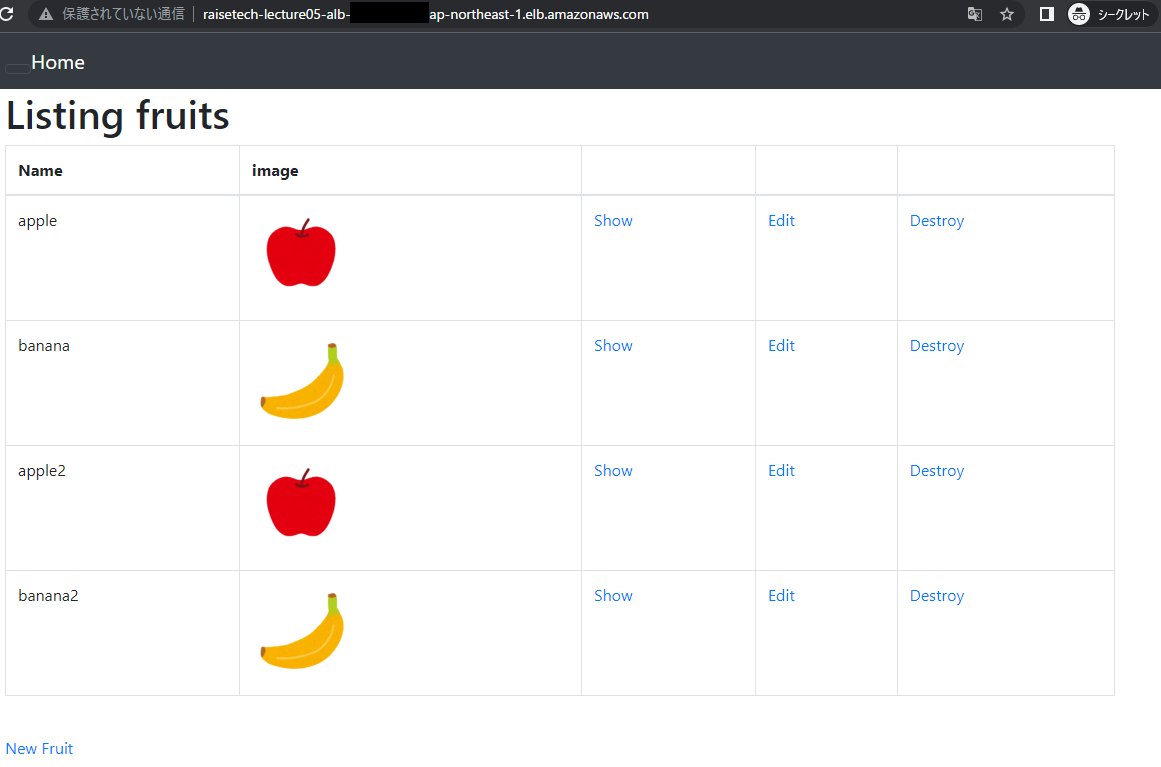 保護されていない通信 raisetech-lecture05-alb- ap-northeast-1.elb.amazonaws.com シークレット
Home
Listing fruits
Name image
apple Show Edit Destroy
banana Show Edit Destroy
apple2 Show Edit Destroy
banana2 Show Edit Destroy
New Fruit